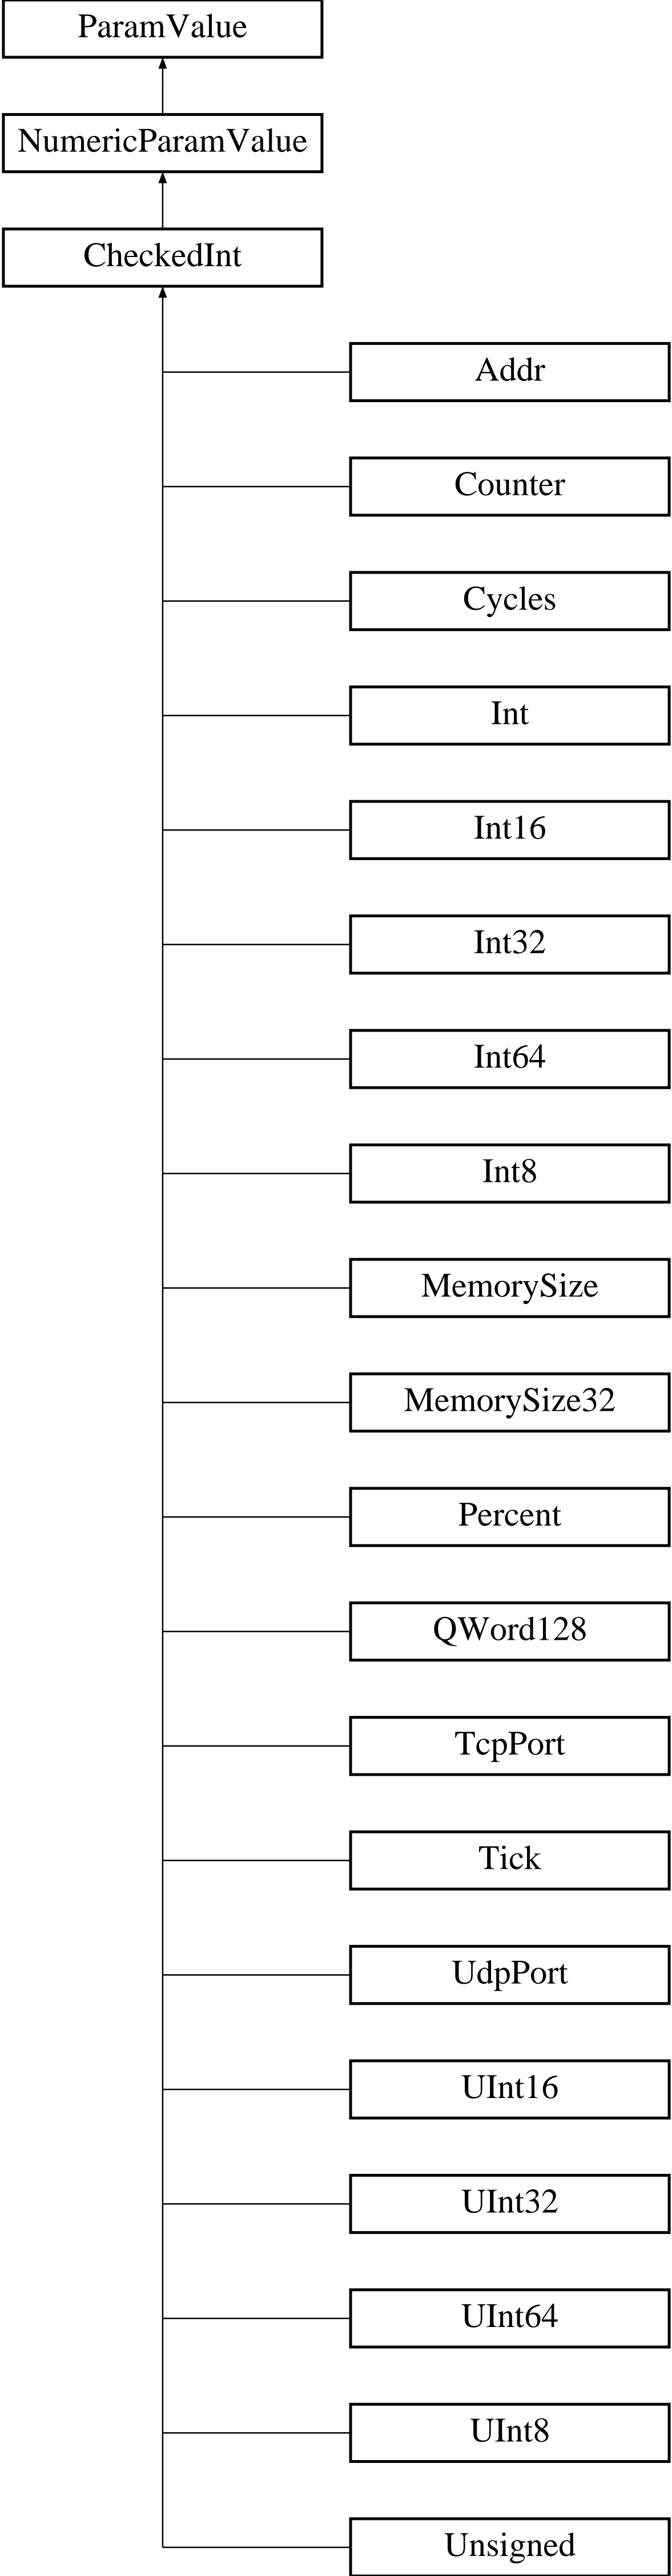 ParamValue
NumericParamValue
CheckedInt
Addr
Counter
Cycles
Int
Int16
Int32
Int64
Int8
MemorySize
MemorySize32
Percent
QWord128
TcpPort
Tick
UdpPort
UInt16
UInt32
UInt64
UInt8
Unsigned